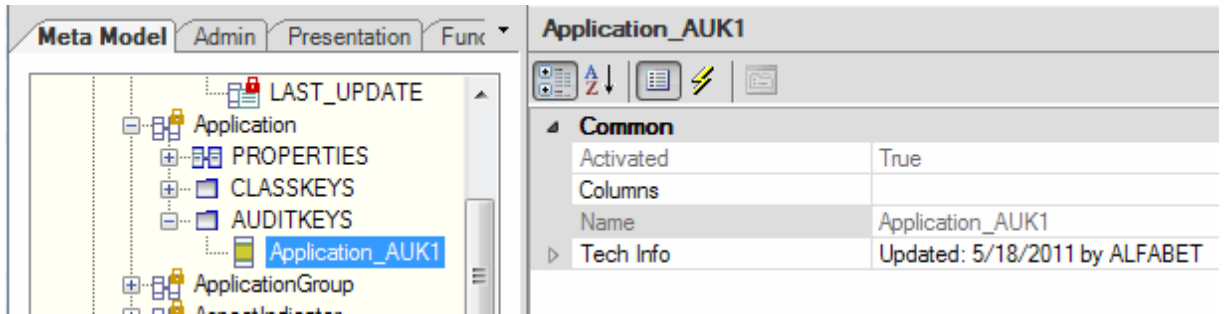 Meta Model Admin Presentation Func
LAST_UPDATE
Application
PROPERTIES
CLASSKEYS
AUDITKEYS
Application_AUK1
ApplicationGroup
AspectIndicator
Application_AUK1
Common
Activated True
Columns
Name Application_AUK1
Tech Info Updated: 5/18/2011 by ALFABET